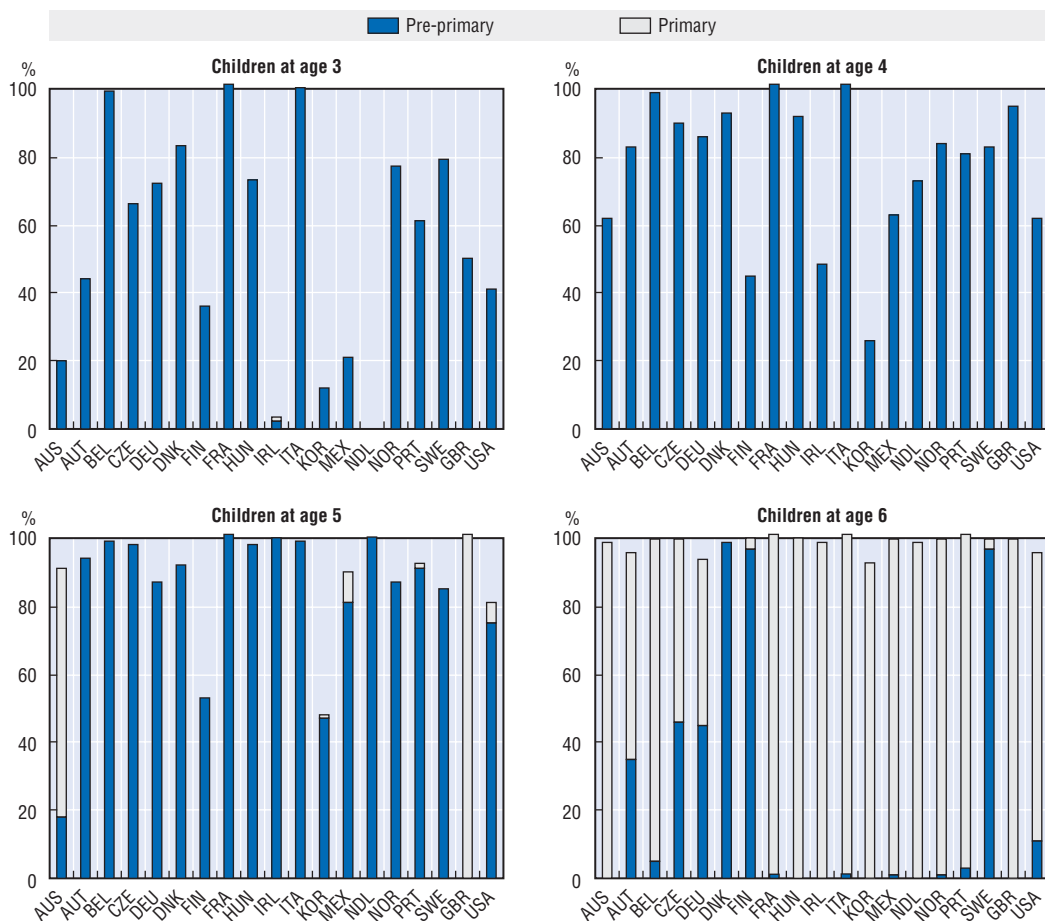 Pre-primary Primary
% Children at age 3
100
80
60
40
20
0
AUS AUT BEL CZE DEU DNK FIN FRA HUN IRL ITA KOR MEX NDL NOR PRT SWE GBR USA
% Children at age 4
100
80
60
40
20
0
AUS AUT BEL CZE DEU DNK FIN FRA HUN IRL ITA KOR MEX NDL NOR PRT SWE GBR USA
% Children at age 5
100
80
60
40
20
0
AUS AUT BEL CZE DEU DNK FIN FRA HUN IRL ITA KOR MEX NDL NOR PRT SWE GBR USA
% Children at age 6
100
80
60
40
20
0
AUS AUT BEL CZE DEU DNK FIN FRA HUN IRL ITA KOR MEX NDL NOR PRT SWE GBR USA